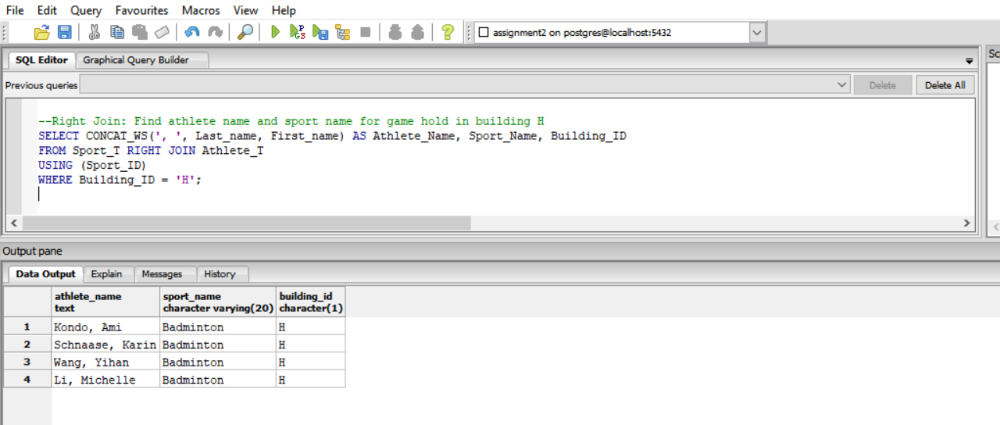 File Edit Query Favourites Macros View Help
assignment2 on postgres@localhost:5432
SQL Editor Graphical Query Builder
Sc
Previous queries Delete Delete All
--Right Join: Find athlete name and sport name for game hold in building H
SELECT CONCAT_WS(', ', Last_name, First_name) AS Athlete_Name, Sport_Name, Building_ID
FROM Sport_T RIGHT JOIN Athlete_T
USING (Sport_ID)
WHERE Building_ID = 'H';
Output pane
Data Output Explain Messages History
athlete_name sport_name building_id
text character varying(20) character(1)
1 Kondo, Ami Badminton H
2 Schnaase, Karin Badminton H
3 Wang, Yihan Badminton H
4 Li, Michelle Badminton H